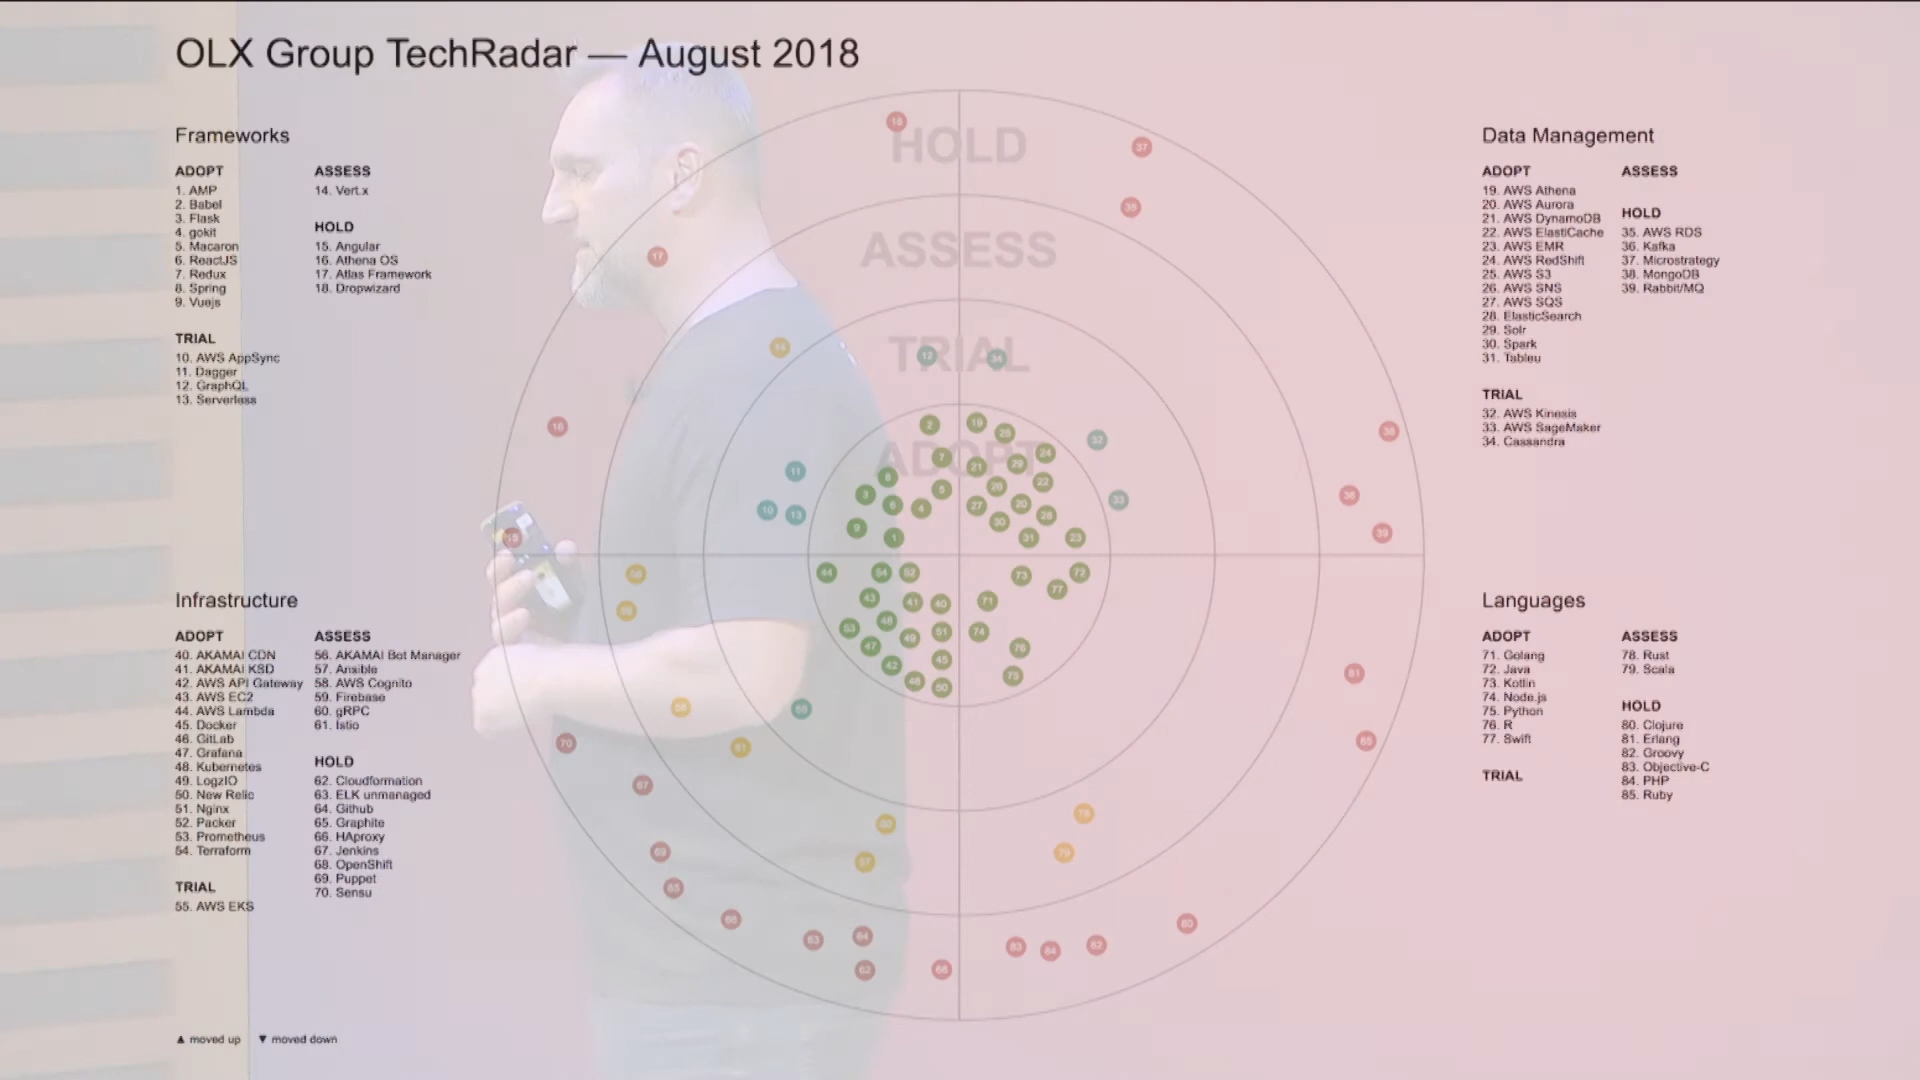 OLX Group TechRadar — August 2018
Frameworks
ADOPT
1. AMP
2. Babel
3. Flask
4. gokit
5. Macaron
6. ReactJS
7. Redux
8. Spring
9. Vuejs
TRIAL
10. AWS AppSync
11. Dagger
12. GraphQL
13. Serverless
ASSESS
14. Vert.x
HOLD
15. Angular
16. Athena OS
17. Atlas Framework
18. Dropwizard
HOLD
ASSESS
TRIAL
ADOPT
Data Management
ADOPT
19. AWS Athena
20. AWS Aurora
21. AWS DynamoDB
22. AWS ElastiCache
23. AWS EMR
24. AWS RedShift
25. AWS S3
26. AWS SNS
27. AWS SQS
28. ElasticSearch
29. Solr
30. Spark
31. Tableu
TRIAL
32. AWS Kinesis
33. AWS SageMaker
34. Cassandra
ASSESS
HOLD
35. AWS RDS
36. Kafka
37. Microstrategy
38. MongoDB
39. RabbitMQ
Infrastructure
ADOPT
40. AKAMAI CDN
41. AKAMAI KSD
42. AWS API Gateway
43. AWS EC2
44. AWS Lambda
45. Docker
46. GitLab
47. Grafana
48. Kubernetes
49. LogzIO
50. New Relic
51. Nginx
52. Packer
53. Prometheus
54. Terraform
TRIAL
55. AWS EKS
ASSESS
56. AKAMAI Bot Manager
57. Ansible
58. AWS Cognito
59. Firebase
60. gRPC
61. Istio
HOLD
62. Cloudformation
63. ELK unmanaged
64. Github
65. Graphite
66. HAproxy
67. Jenkins
68. OpenShift
69. Puppet
70. Sensu
Languages
ADOPT
71. Golang
72. Java
73. Kotlin
74. Node.js
75. Python
76. R
77. Swift
TRIAL
ASSESS
78. Rust
79. Scala
HOLD
80. Clojure
81. Erlang
82. Groovy
83. Objective-C
84. PHP
85. Ruby
▲ moved up ▼ moved down